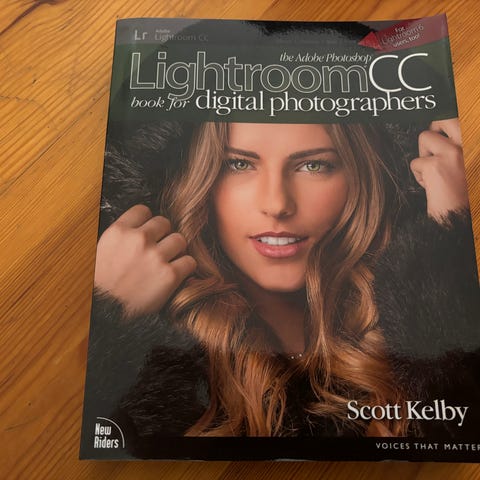 Lr
Adobe
Lightroom CC
For
Lightroom 6
users, too!
the Adobe Photoshop
LightroomCC
book for digital photographers
Scott Kelby
New
Riders
VOICES THAT MATTER